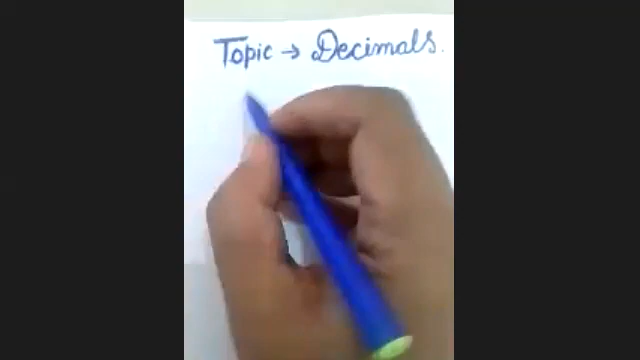 Topic → Decimals.